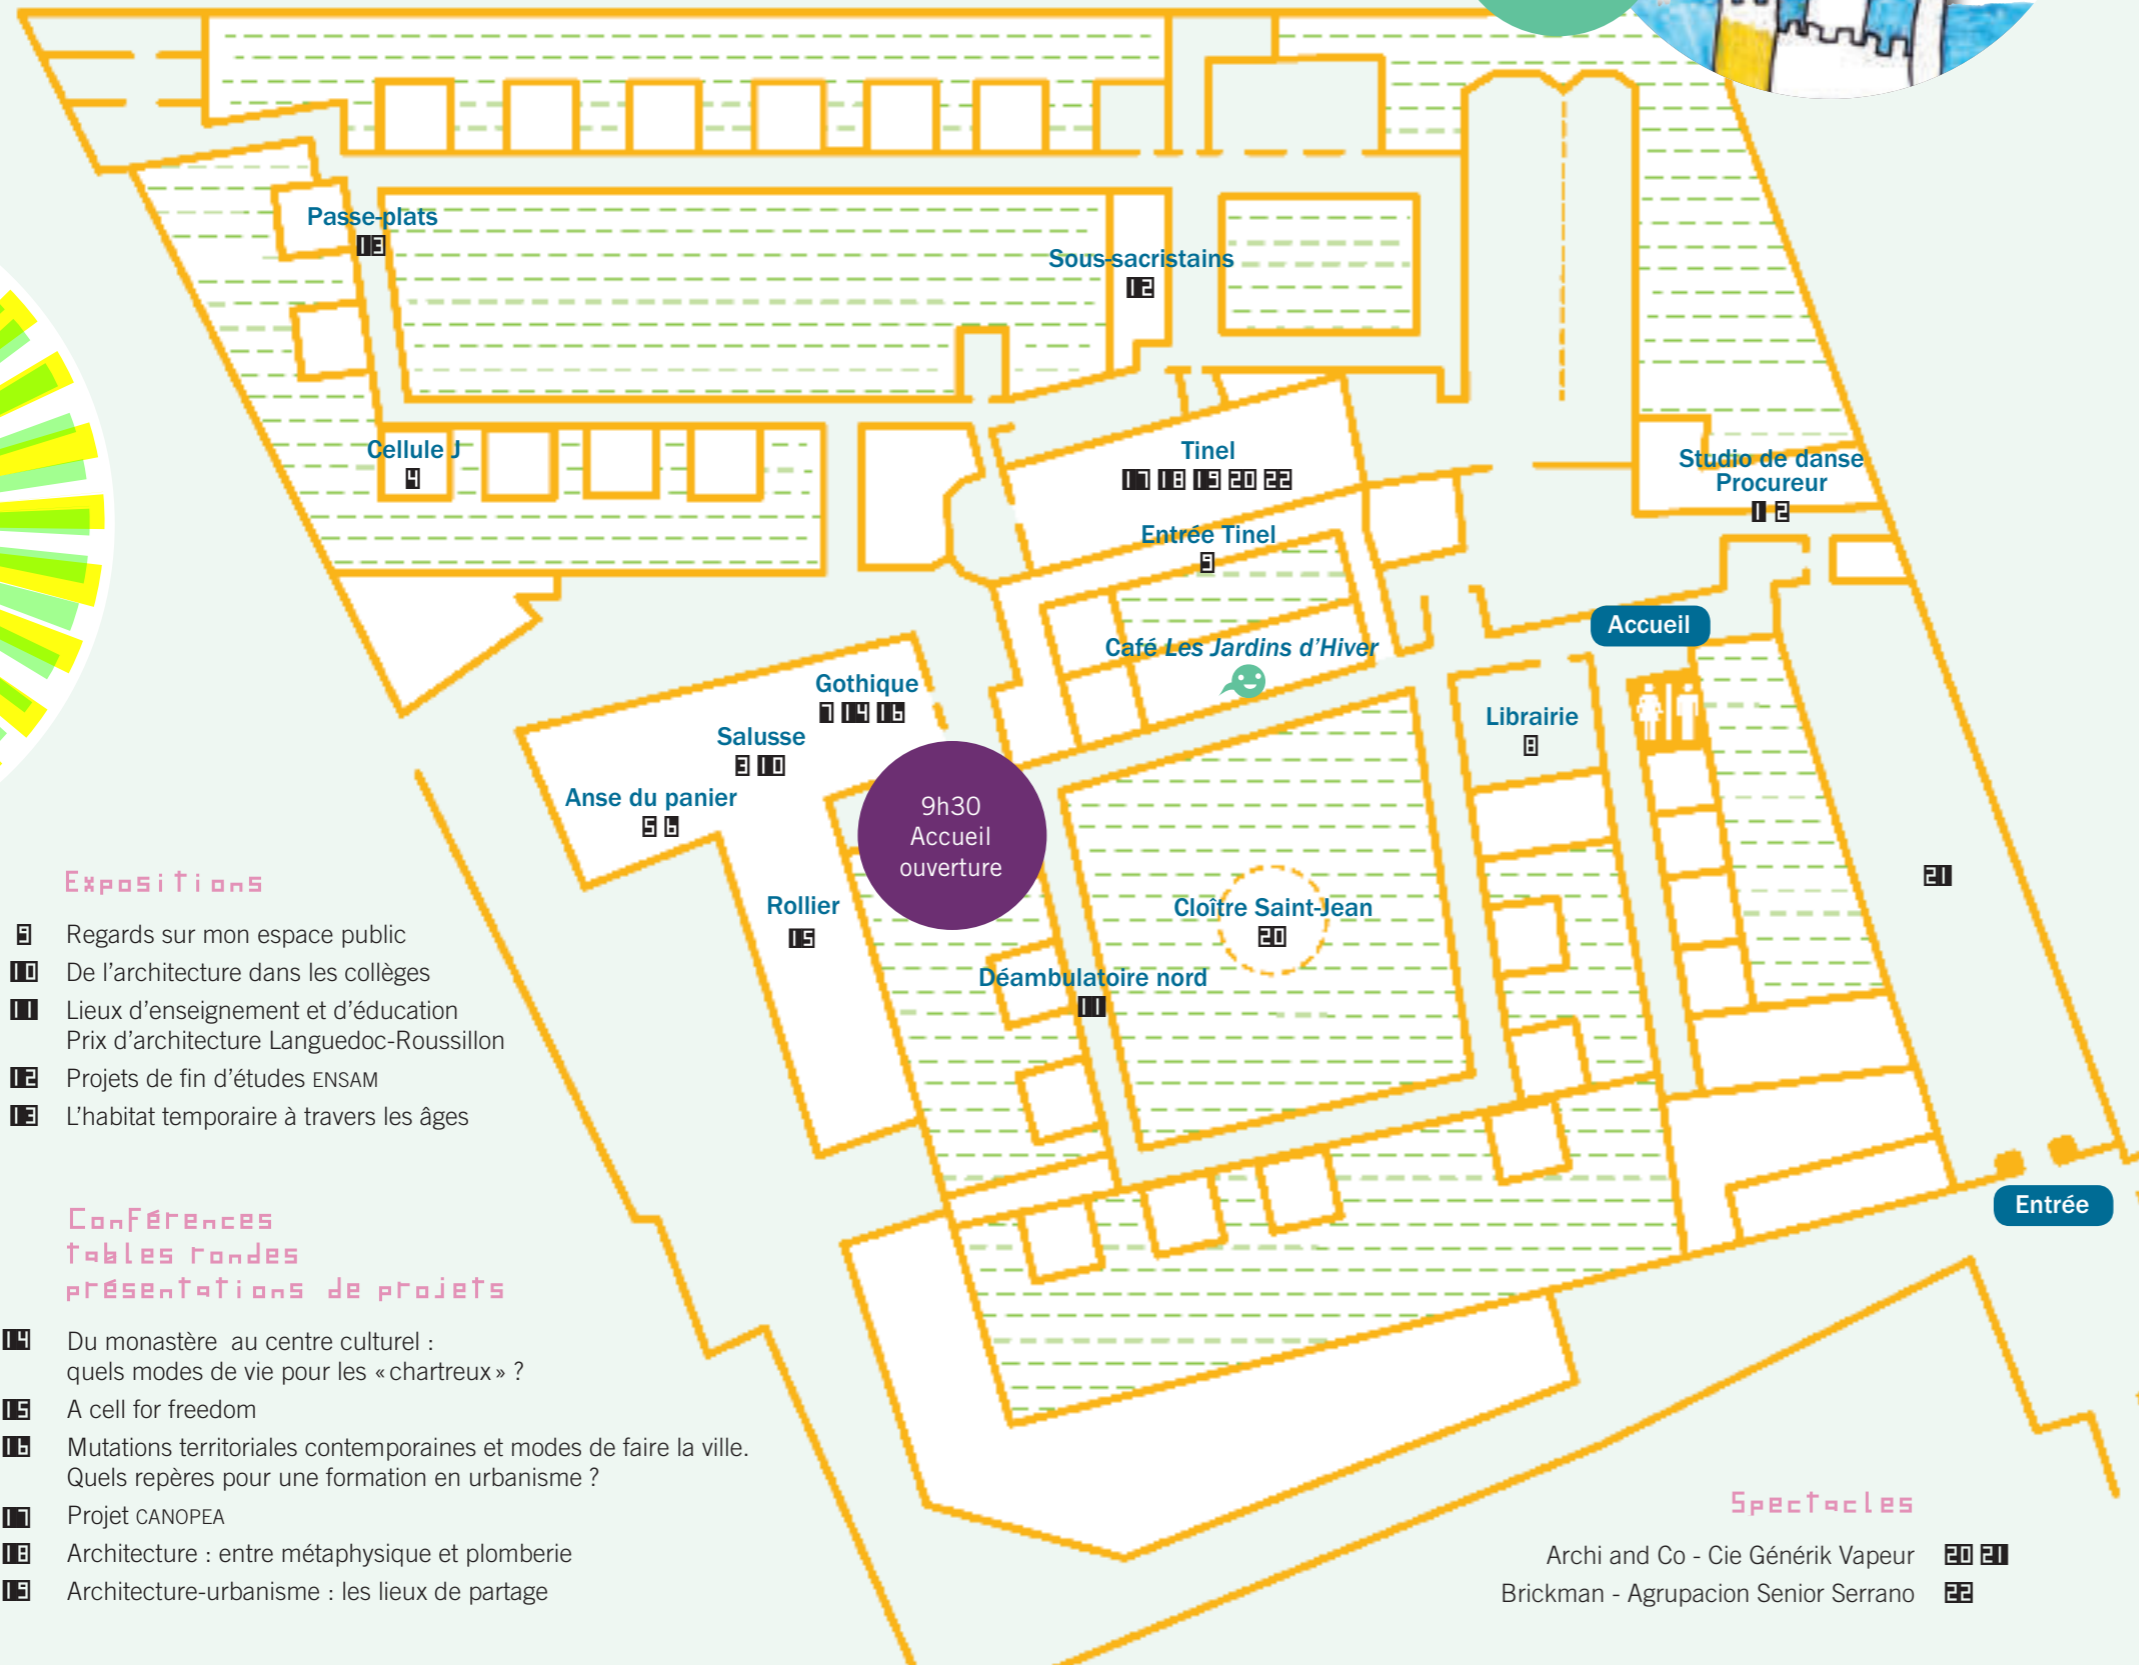 Passe-plats
13
Sous-sacristains
12
Cellule J
4
Tinel
17 18 19 20 22
Studio de danse
Procureur
1 2
Entrée Tinel
9
Accueil
Café Les Jardins d'Hiver
Gothique
7 14 16
Salusse
3 10
Librairie
8
Anse du panier
5 6
9h30
Accueil
ouverture
Rollier
15
Cloître Saint-Jean
20
21
Déambulatoire nord
11
Entrée
Expositions
9 Regards sur mon espace public
10 De l'architecture dans les collèges
11 Lieux d'enseignement et d'éducation
Prix d'architecture Languedoc-Roussillon
12 Projets de fin d'études ENSAM
13 L'habitat temporaire à travers les âges
Conférences
tables rondes
présentations de projets
14 Du monastère au centre culturel :
quels modes de vie pour les « chartreux » ?
15 A cell for freedom
16 Mutations territoriales contemporaines et modes de faire la ville.
Quels repères pour une formation en urbanisme ?
17 Projet CANOPEA
18 Architecture : entre métaphysique et plomberie
19 Architecture-urbanisme : les lieux de partage
Spectacles
Archi and Co - Cie Générik Vapeur 20 21
Brickman - Agrupacion Senior Serrano 22